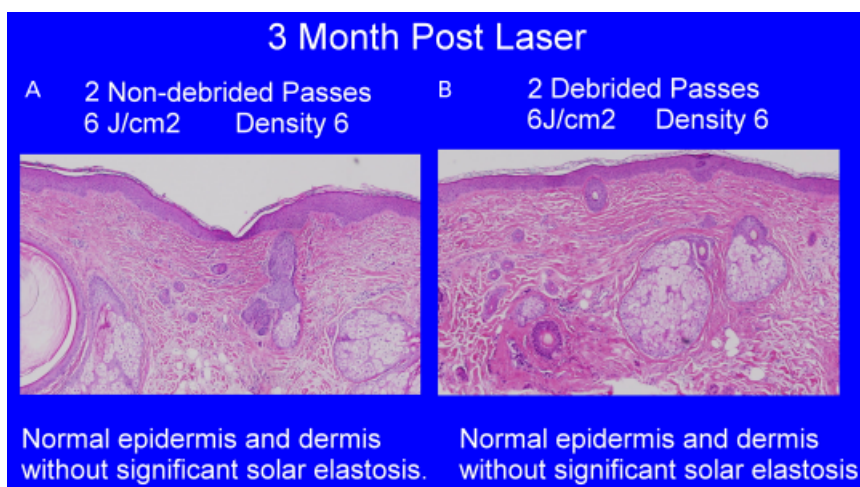 3 Month Post Laser
A
2 Non-debrided Passes
6 J/cm2 Density 6
B
2 Debrided Passes
6J/cm2 Density 6
Normal epidermis and dermis
without significant solar elastosis.
Normal epidermis and dermis
without significant solar elastosis